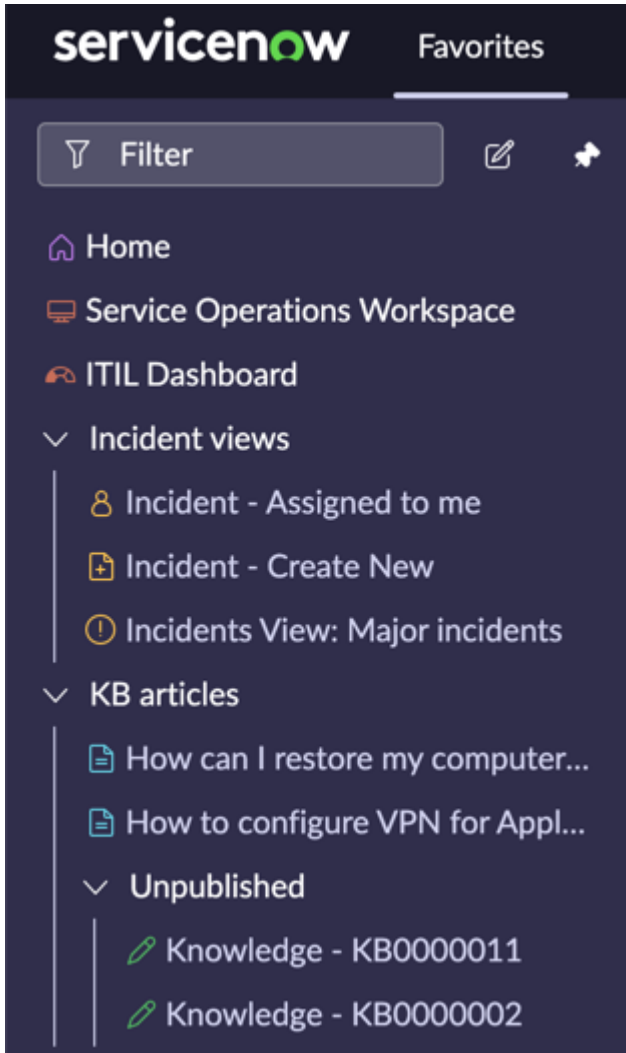 servicenow
Favorites
Filter
Home
Service Operations Workspace
ITIL Dashboard
Incident views
Incident - Assigned to me
Incident - Create New
Incidents View: Major incidents
KB articles
How can I restore my computer...
How to configure VPN for Appl...
Unpublished
Knowledge - KB0000011
Knowledge - KB0000002